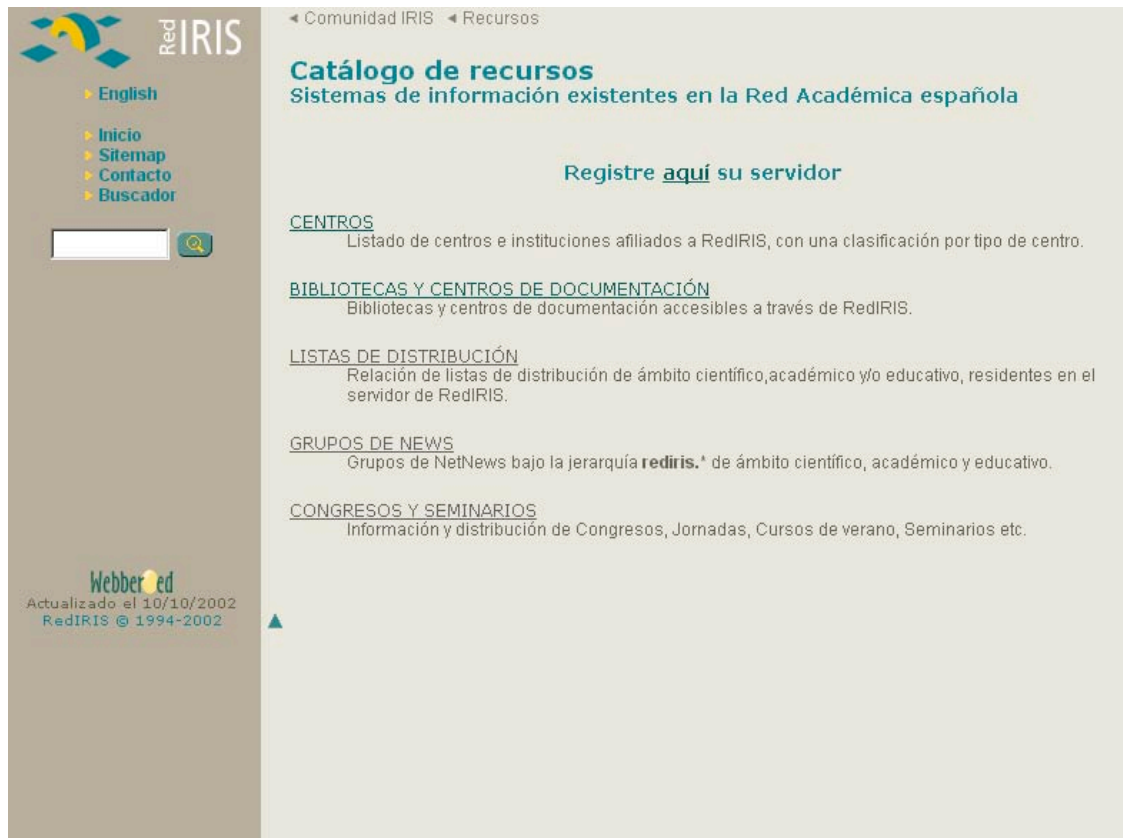 Red IRIS
English
Inicio
Sitemap
Contacto
Buscador
Webber ed
Actualizado el 10/10/2002
RedIRIS © 1994-2002
Comunidad IRIS Recursos
Catálogo de recursos
Sistemas de información existentes en la Red Académica española
Registre aquí su servidor
CENTROS
Listado de centros e instituciones afiliados a RedIRIS, con una clasificación por tipo de centro.
BIBLIOTECAS Y CENTROS DE DOCUMENTACIÓN
Bibliotecas y centros de documentación accesibles a través de RedIRIS.
LISTAS DE DISTRIBUCIÓN
Relación de listas de distribución de ámbito científico,académico y/o educativo, residentes en el
servidor de RedIRIS.
GRUPOS DE NEWS
Grupos de NetNews bajo la jerarquía rediris.* de ámbito científico, académico y educativo.
CONGRESOS Y SEMINARIOS
Información y distribución de Congresos, Jornadas, Cursos de verano, Seminarios etc.